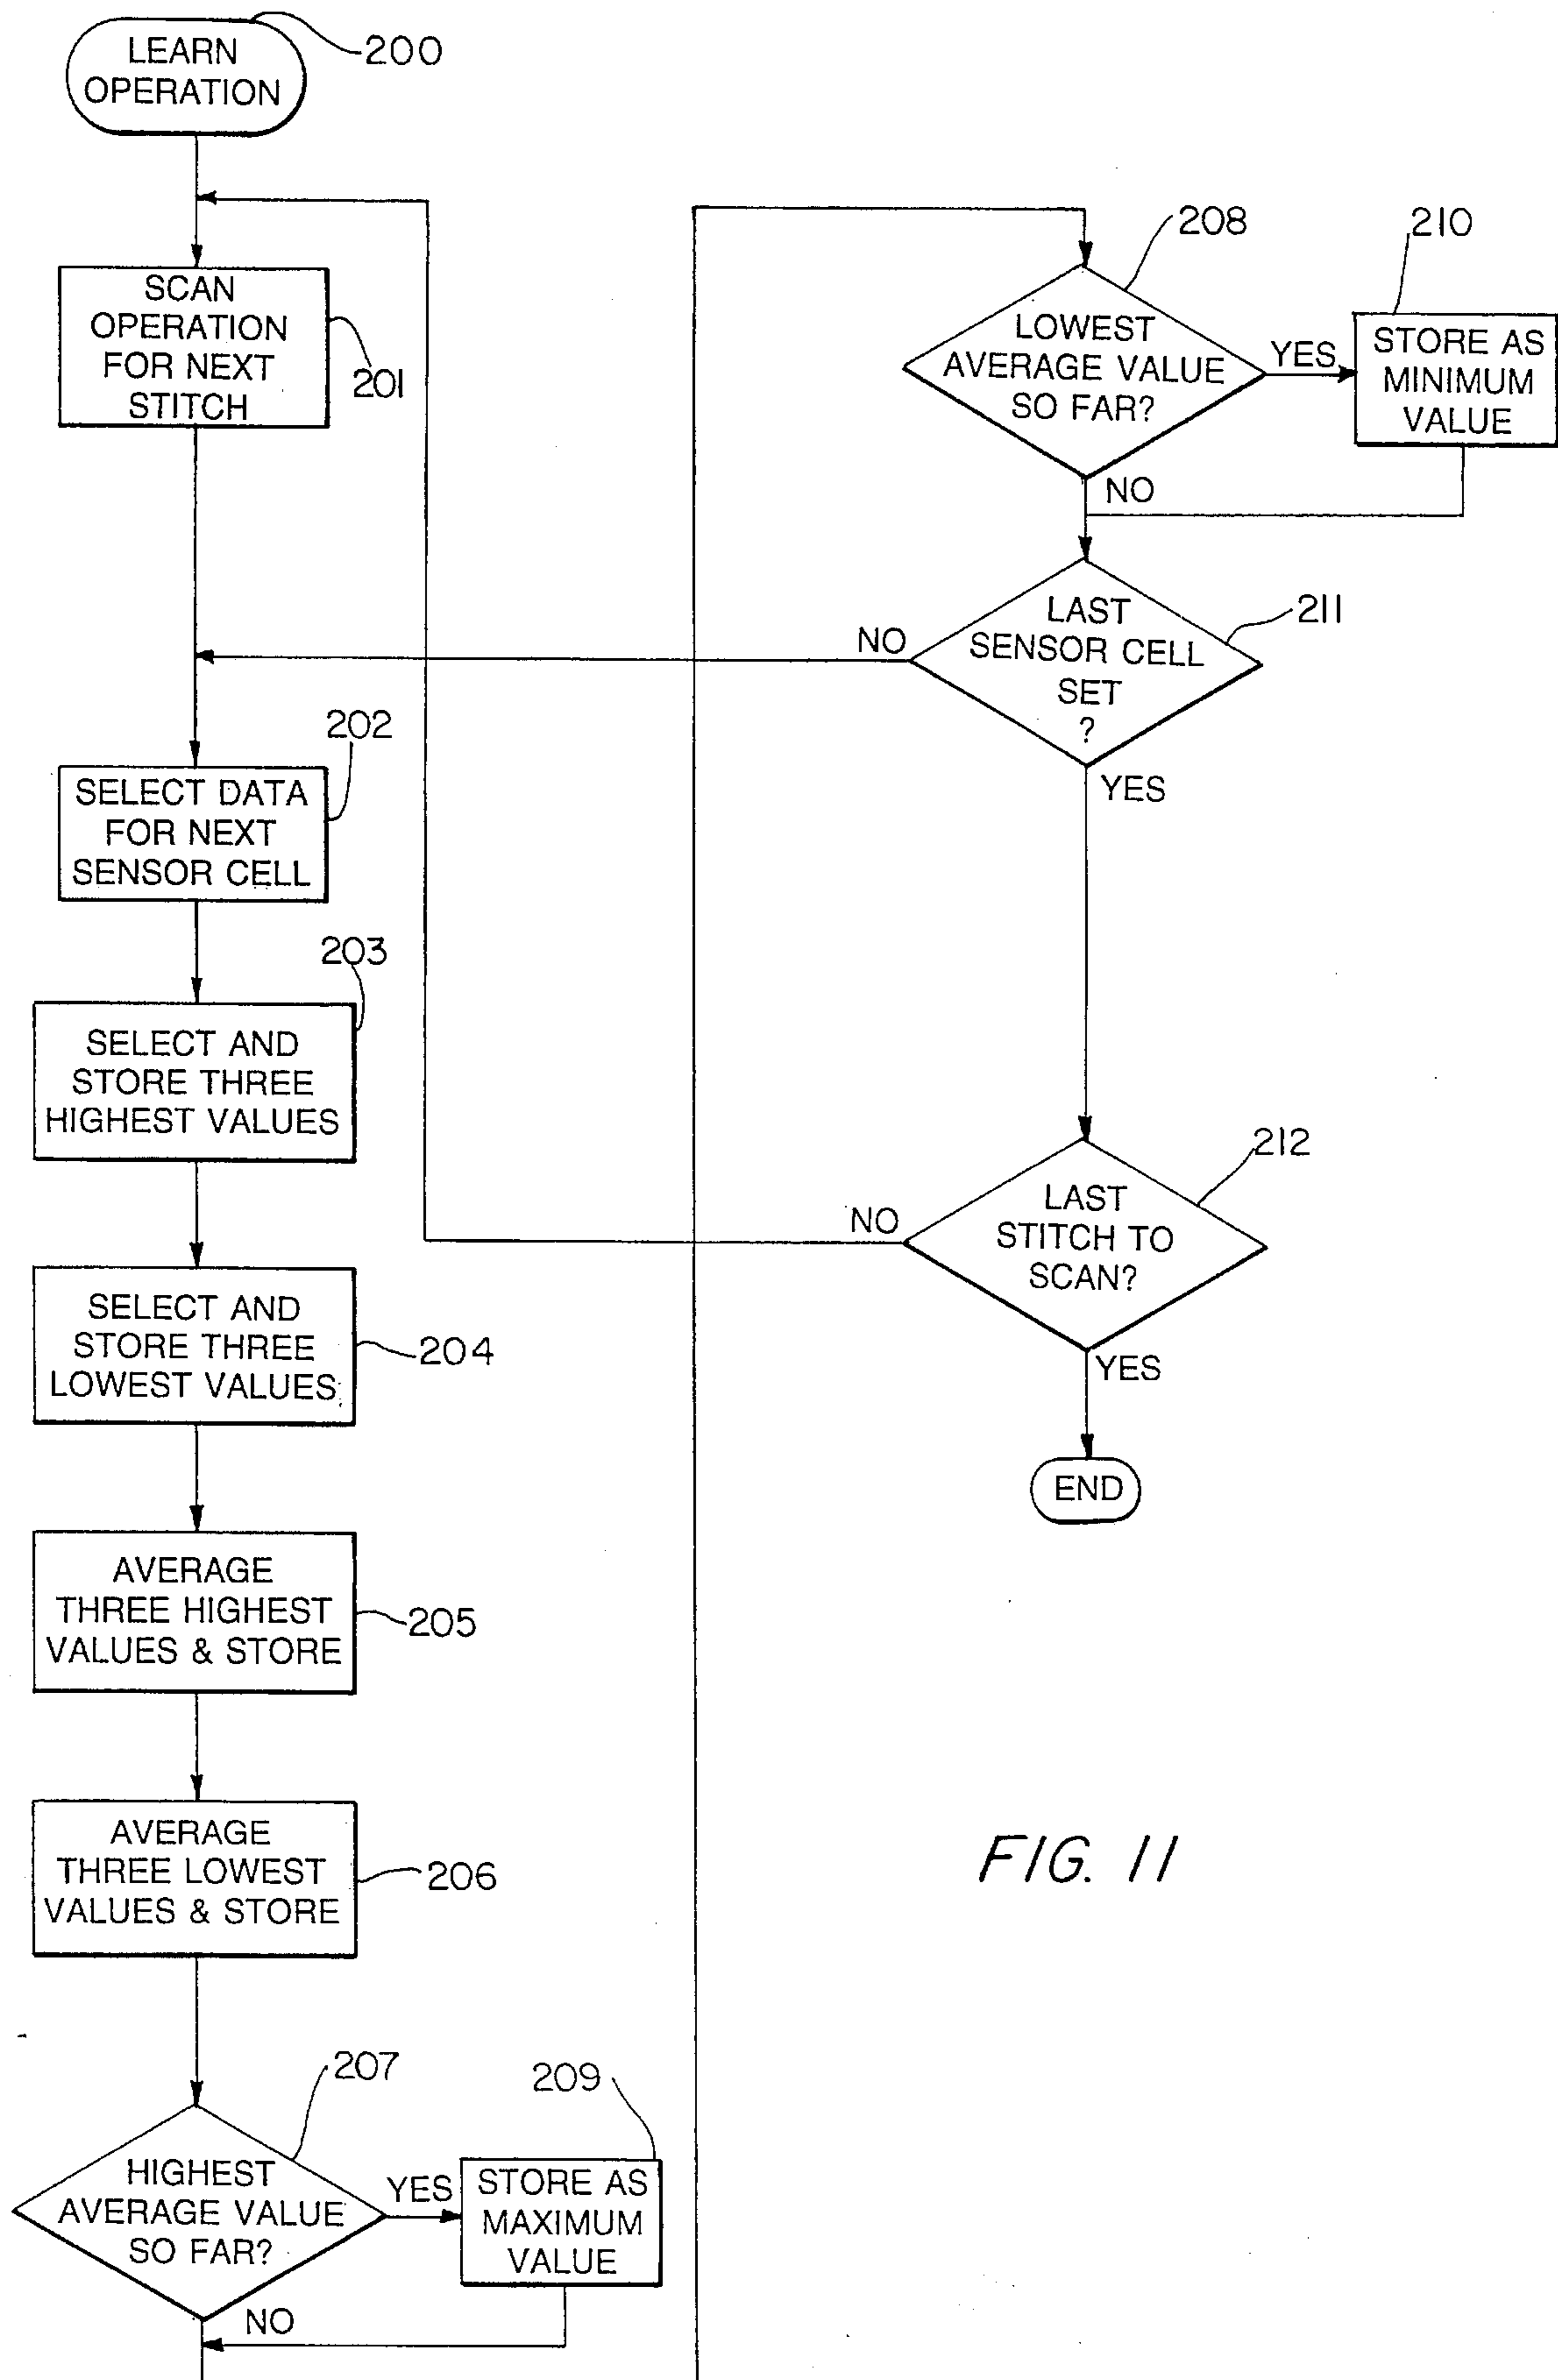 LEARN
OPERATION
200
SCAN
OPERATION
FOR NEXT
STITCH
201
202
SELECT DATA
FOR NEXT
SENSOR CELL
203
SELECT AND
STORE THREE
HIGHEST VALUES
SELECT AND
STORE THREE
LOWEST VALUES
204
AVERAGE
THREE HIGHEST
VALUES & STORE
205
AVERAGE
THREE LOWEST
VALUES & STORE
206
207
HIGHEST
AVERAGE VALUE
SO FAR?
YES
NO
209
STORE AS
MAXIMUM
VALUE
208
LOWEST
AVERAGE VALUE
SO FAR?
YES
NO
210
STORE AS
MINIMUM
VALUE
211
LAST
SENSOR CELL
SET
?
NO
YES
212
LAST
STITCH TO
SCAN?
NO
YES
END
FIG. 11